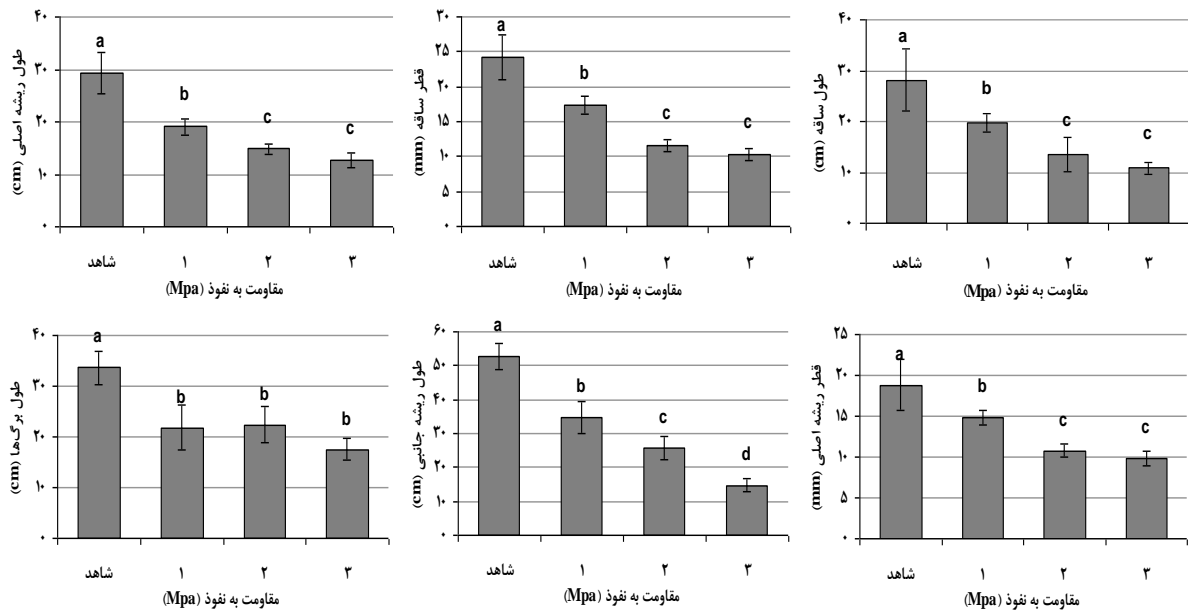 طول ریشه اصلی (cm)
۴۰
۳۰
۲۰
۱۰
۰
a
b
c
c
شاهد ۱ ۲ ۳
مقاومت به نفوذ (Mpa)
قطر ساقه (mm)
۳۰
۲۵
۲۰
۱۵
۱۰
۵
۰
a
b
c
c
شاهد ۱ ۲ ۳
مقاومت به نفوذ (Mpa)
طول ساقه (cm)
۴۰
۳۰
۲۰
۱۰
۰
a
b
c
c
شاهد ۱ ۲ ۳
مقاومت به نفوذ (Mpa)
طول برگ‌ها (cm)
۴۰
۳۰
۲۰
۱۰
۰
a
b
b
b
شاهد ۱ ۲ ۳
مقاومت به نفوذ (Mpa)
طول ریشه جانبی (cm)
۶۰
۵۰
۴۰
۳۰
۲۰
۱۰
۰
a
b
c
d
شاهد ۱ ۲ ۳
مقاومت به نفوذ (Mpa)
قطر ریشه اصلی (mm)
۲۵
۲۰
۱۵
۱۰
۵
۰
a
b
c
c
شاهد ۱ ۲ ۳
مقاومت به نفوذ (Mpa)